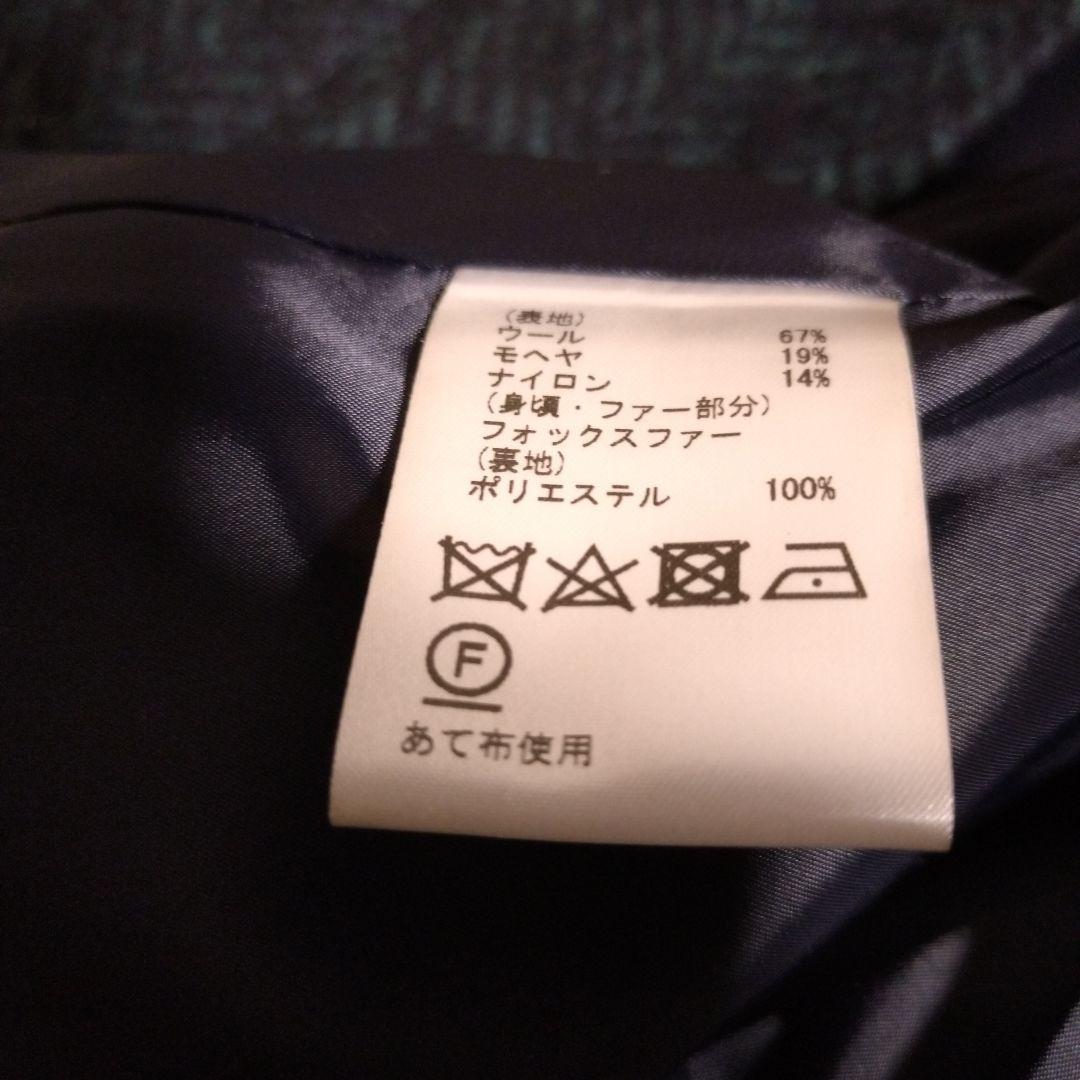 （表地）
ウール 67%
モヘヤ 19%
ナイロン 14%
（身頃・ファー部分）
フォックスファー
（裏地）
ポリエステル 100%
F
あて布使用